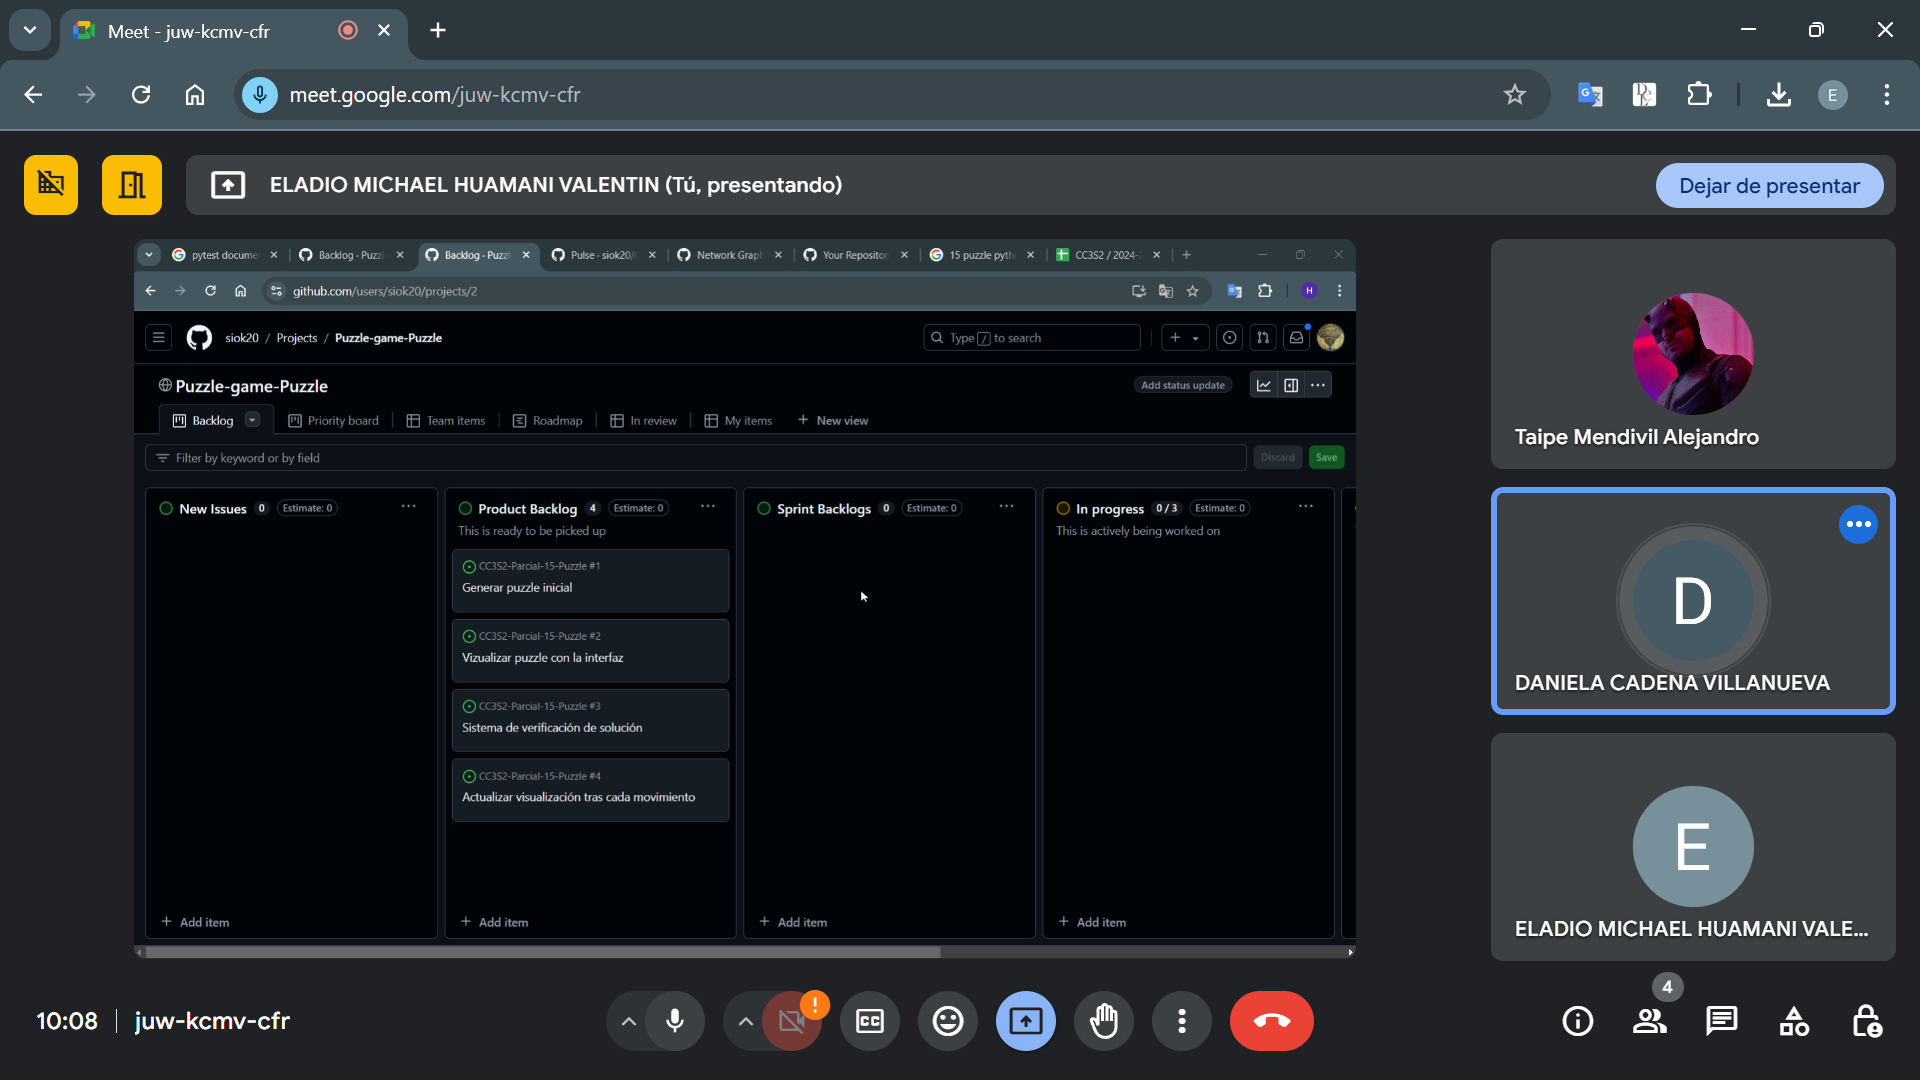 Meet - juw-kcmv-cfr
meet.google.com/juw-kcmv-cfr
E
ELADIO MICHAEL HUAMANI VALENTIN (Tú, presentando)
Dejar de presentar
pytest docume
Backlog · Puzzl
Backlog · Puzzl
Pulse · siok20/
Network Grap
Your Repositor
15 puzzle pyth
CC3S2 / 2024-
github.com/users/siok20/projects/2
H
siok20 / Projects / Puzzle-game-Puzzle
Type / to search
Puzzle-game-Puzzle
Add status update
Backlog
Priority board
Team items
Roadmap
In review
My items
New view
Filter by keyword or by field
Discard
Save
New Issues 0 Estimate: 0
Product Backlog 4 Estimate: 0
This is ready to be picked up
CC3S2-Parcial-15-Puzzle #1
Generar puzzle inicial
CC3S2-Parcial-15-Puzzle #2
Vizualizar puzzle con la interfaz
CC3S2-Parcial-15-Puzzle #3
Sistema de verificación de solución
CC3S2-Parcial-15-Puzzle #4
Actualizar visualización tras cada movimiento
Sprint Backlogs 0 Estimate: 0
In progress 0 / 3 Estimate: 0
This is actively being worked on
+ Add item
+ Add item
+ Add item
+ Add item
Taipe Mendivil Alejandro
D
DANIELA CADENA VILLANUEVA
E
ELADIO MICHAEL HUAMANI VALE...
10:08 | juw-kcmv-cfr
!
CC
4